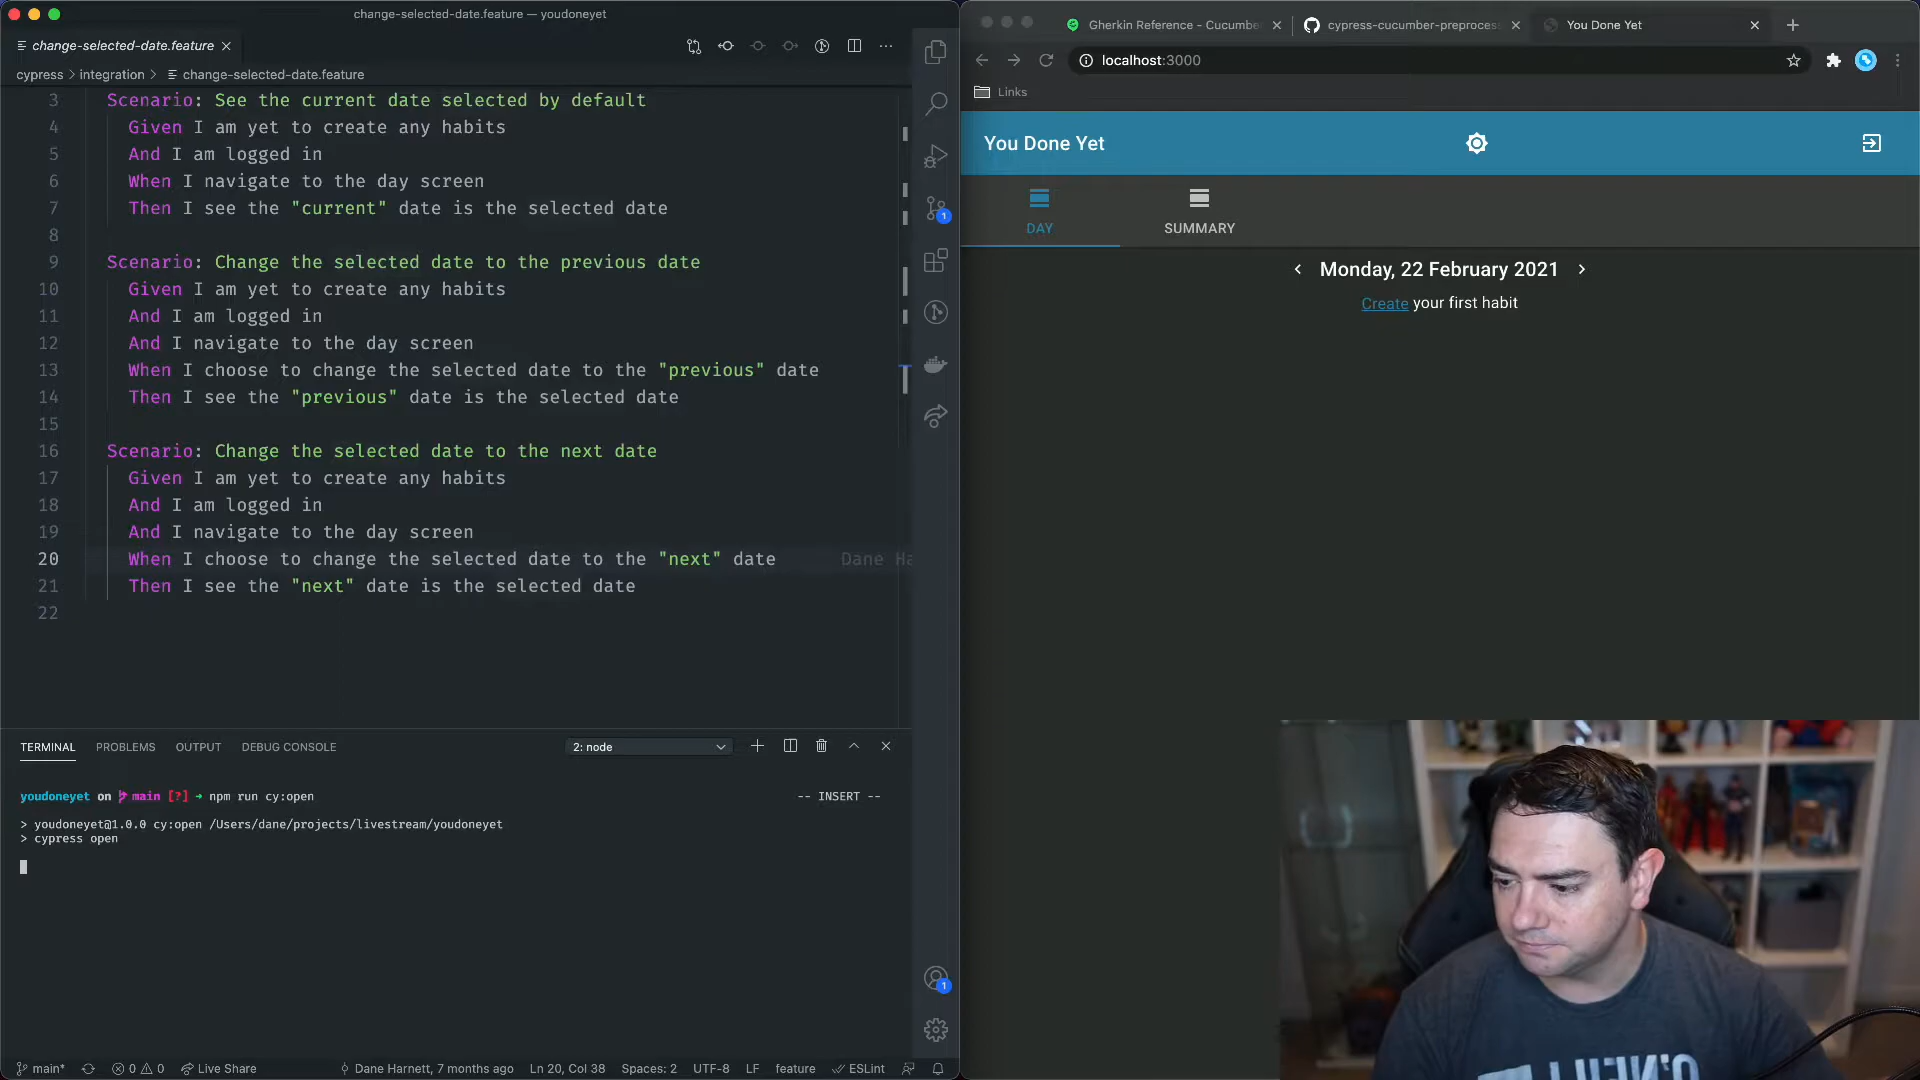 change-selected-date.feature — youdoneyet
change-selected-date.feature
cypress > integration > change-selected-date.feature
3 Scenario: See the current date selected by default
4 Given I am yet to create any habits
5 And I am logged in
6 When I navigate to the day screen
7 Then I see the "current" date is the selected date
8
9 Scenario: Change the selected date to the previous date
10 Given I am yet to create any habits
11 And I am logged in
12 And I navigate to the day screen
13 When I choose to change the selected date to the "previous" date
14 Then I see the "previous" date is the selected date
15
16 Scenario: Change the selected date to the next date
17 Given I am yet to create any habits
18 And I am logged in
19 And I navigate to the day screen
20 When I choose to change the selected date to the "next" date Dane Ha
21 Then I see the "next" date is the selected date
22
1
1
TERMINAL PROBLEMS OUTPUT DEBUG CONSOLE 2: node
youdoneyet on main [?] → npm run cy:open -- INSERT --
> youdoneyet@1.0.0 cy:open /Users/dane/projects/livestream/youdoneyet
> cypress open
main* 0 0 Live Share Dane Harnett, 7 months ago Ln 20, Col 38 Spaces: 2 UTF-8 LF feature ESLint
Gherkin Reference - Cucumbe cypress-cucumber-preproces You Done Yet
localhost:3000
Links
You Done Yet
DAY SUMMARY
Monday, 22 February 2021
Create your first habit
O'NEILL